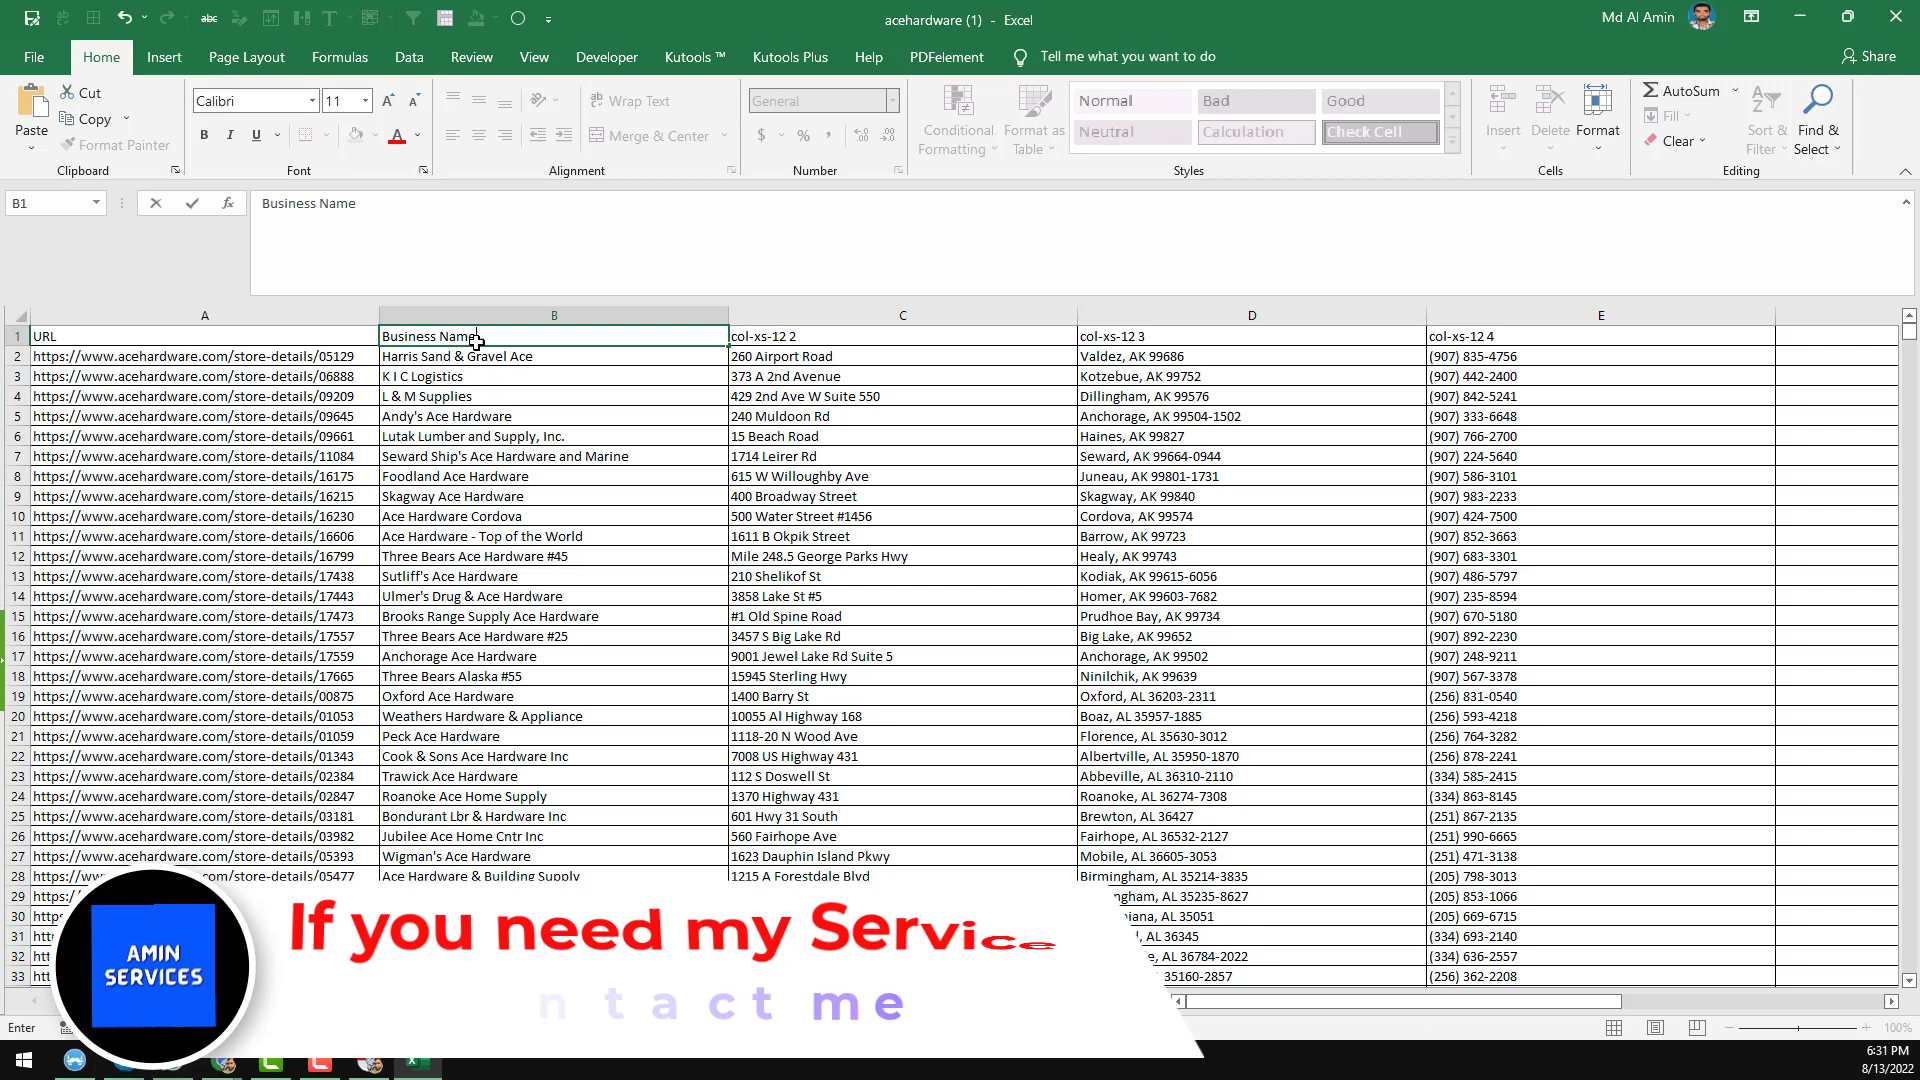 acehardware (1) - Excel
Md Al Amin
File Home Insert Page Layout Formulas Data Review View Developer Kutools ™ Kutools Plus Help PDFelement Tell me what you want to do Share
Paste
Cut
Copy
Format Painter
Clipboard
Calibri 11
B I U
Font
Wrap Text
Merge & Center
Alignment
General
$ % ,
Number
Conditional Formatting
Format as Table
Normal Bad Good
Neutral Calculation Check Cell
Styles
Insert Delete Format
Cells
AutoSum
Fill
Clear
Sort & Filter
Find & Select
Editing
B1 fx Business Name
A B C D E
1 URL Business Name col-xs-12 2 col-xs-12 3 col-xs-12 4
2 https://www.acehardware.com/store-details/05129 Harris Sand & Gravel Ace 260 Airport Road Valdez, AK 99686 (907) 835-4756
3 https://www.acehardware.com/store-details/06888 K I C Logistics 373 A 2nd Avenue Kotzebue, AK 99752 (907) 442-2400
4 https://www.acehardware.com/store-details/09209 L & M Supplies 429 2nd Ave W Suite 550 Dillingham, AK 99576 (907) 842-5241
5 https://www.acehardware.com/store-details/09645 Andy's Ace Hardware 240 Muldoon Rd Anchorage, AK 99504-1502 (907) 333-6648
6 https://www.acehardware.com/store-details/09661 Lutak Lumber and Supply, Inc. 15 Beach Road Haines, AK 99827 (907) 766-2700
7 https://www.acehardware.com/store-details/11084 Seward Ship's Ace Hardware and Marine 1714 Leirer Rd Seward, AK 99664-0944 (907) 224-5640
8 https://www.acehardware.com/store-details/16175 Foodland Ace Hardware 615 W Willoughby Ave Juneau, AK 99801-1731 (907) 586-3101
9 https://www.acehardware.com/store-details/16215 Skagway Ace Hardware 400 Broadway Street Skagway, AK 99840 (907) 983-2233
10 https://www.acehardware.com/store-details/16230 Ace Hardware Cordova 500 Water Street #1456 Cordova, AK 99574 (907) 424-7500
11 https://www.acehardware.com/store-details/16606 Ace Hardware - Top of the World 1611 B Okpik Street Barrow, AK 99723 (907) 852-3663
12 https://www.acehardware.com/store-details/16799 Three Bears Ace Hardware #45 Mile 248.5 George Parks Hwy Healy, AK 99743 (907) 683-3301
13 https://www.acehardware.com/store-details/17438 Sutliff's Ace Hardware 210 Shelikof St Kodiak, AK 99615-6056 (907) 486-5797
14 https://www.acehardware.com/store-details/17443 Ulmer's Drug & Ace Hardware 3858 Lake St #5 Homer, AK 99603-7682 (907) 235-8594
15 https://www.acehardware.com/store-details/17473 Brooks Range Supply Ace Hardware #1 Old Spine Road Prudhoe Bay, AK 99734 (907) 670-5180
16 https://www.acehardware.com/store-details/17557 Three Bears Ace Hardware #25 3457 S Big Lake Rd Big Lake, AK 99652 (907) 892-2230
17 https://www.acehardware.com/store-details/17559 Anchorage Ace Hardware 9001 Jewel Lake Rd Suite 5 Anchorage, AK 99502 (907) 248-9211
18 https://www.acehardware.com/store-details/17665 Three Bears Alaska #55 15945 Sterling Hwy Ninilchik, AK 99639 (907) 567-3378
19 https://www.acehardware.com/store-details/00875 Oxford Ace Hardware 1400 Barry St Oxford, AL 36203-2311 (256) 831-0540
20 https://www.acehardware.com/store-details/01053 Weathers Hardware & Appliance 10055 Al Highway 168 Boaz, AL 35957-1885 (256) 593-4218
21 https://www.acehardware.com/store-details/01059 Peck Ace Hardware 1118-20 N Wood Ave Florence, AL 35630-3012 (256) 764-3282
22 https://www.acehardware.com/store-details/01343 Cook & Sons Ace Hardware Inc 7008 US Highway 431 Albertville, AL 35950-1870 (256) 878-2241
23 https://www.acehardware.com/store-details/02384 Trawick Ace Hardware 112 S Doswell St Abbeville, AL 36310-2110 (334) 585-2415
24 https://www.acehardware.com/store-details/02847 Roanoke Ace Home Supply 1370 Highway 431 Roanoke, AL 36274-7308 (334) 863-8145
25 https://www.acehardware.com/store-details/03181 Bondurant Lbr & Hardware Inc 601 Hwy 31 South Brewton, AL 36427 (251) 867-2135
26 https://www.acehardware.com/store-details/03982 Jubilee Ace Home Cntr Inc 560 Fairhope Ave Fairhope, AL 36532-2127 (251) 990-6665
27 https://www.acehardware.com/store-details/05393 Wigman's Ace Hardware 1623 Dauphin Island Pkwy Mobile, AL 36605-3053 (251) 471-3138
28 com/store-details/05477 Ace Hardware & Building Supply 1215 A Forestdale Blvd Birmingham, AL 35214-3835 (205) 798-3013
29 https:/ ngham, AL 35235-8627 (205) 853-1066
30 AL 35051 (205) 669-6715
31 AL 36345 (334) 693-2140
32 AL 36784-2022 (334) 636-2557
33 35160-2857 (256) 362-2208
AMIN
SERVICES
If you need my Service
ntact me
Enter
100%
6:31 PM
8/13/2022